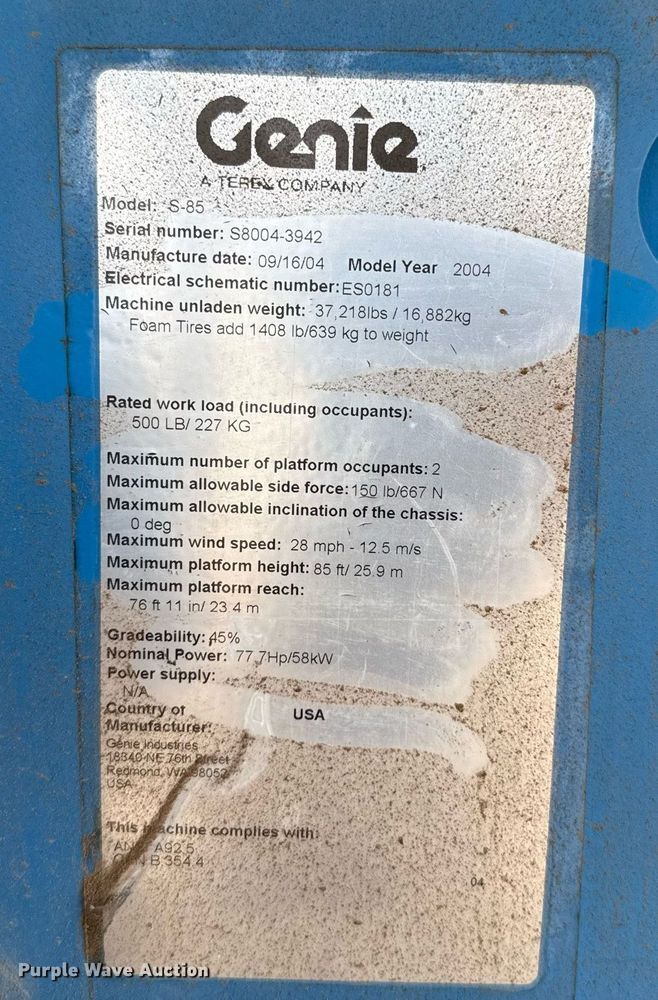 Genie
A TEREX COMPANY
Model: S-85
Serial number: S8004-3942
Manufacture date: 09/16/04 Model Year 2004
Electrical schematic number: ES0181
Machine unladen weight: 37,218lbs / 16,882kg
Foam Tires add 1408 lb/639 kg to weight
Rated work load (including occupants):
500 LB/ 227 KG
Maximum number of platform occupants: 2
Maximum allowable side force: 150 lb/667 N
Maximum allowable inclination of the chassis:
0 deg
Maximum wind speed: 28 mph - 12.5 m/s
Maximum platform height: 85 ft/ 25.9 m
Maximum platform reach:
76 ft 11 in/ 23.4 m
Gradeability: 45%
Nominal Power: 77.7Hp/58kW
Power supply:
N/A
Country of USA
Manufacturer:
Genie Industries
18340 NE 76th Street
Redmond, WA 98052
USA
This machine complies with:
A92.5
B 354.4
04
Purple Wave Auction